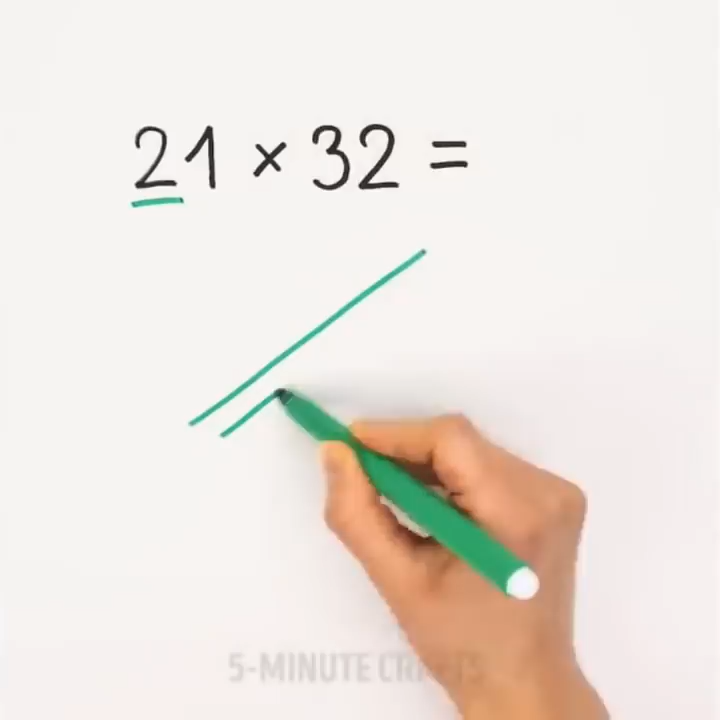 21 × 32 =
5-MINUTE CRAFTS